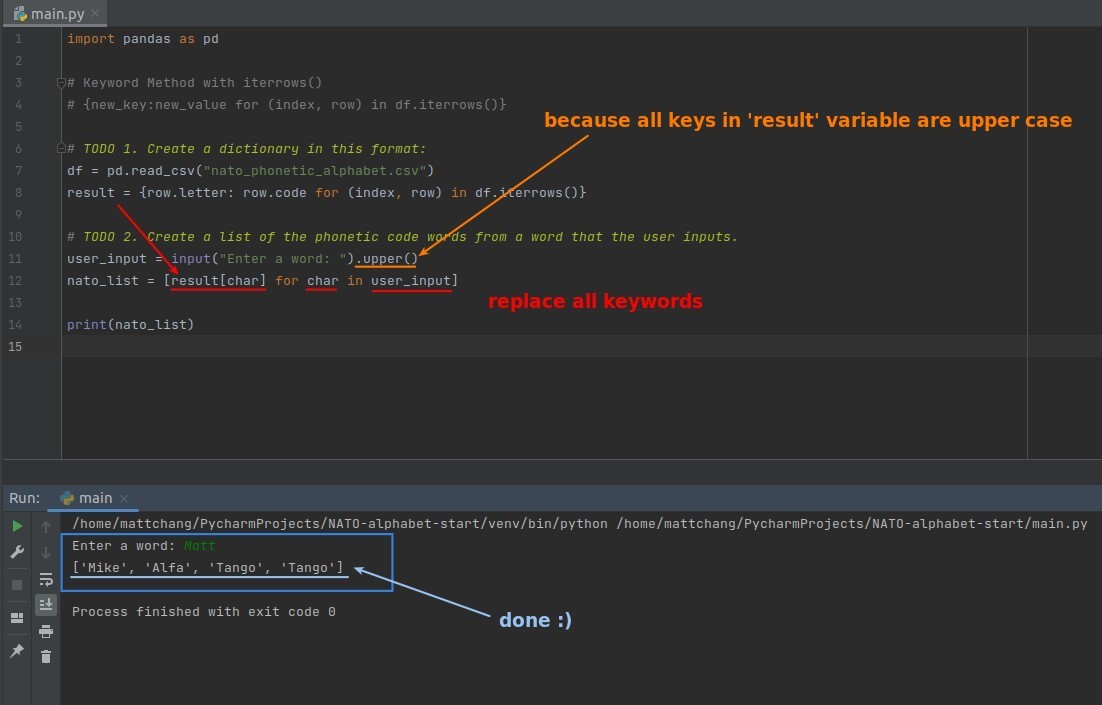 main.py
1 import pandas as pd
2
3 # Keyword Method with iterrows()
4 # {new_key:new_value for (index, row) in df.iterrows()}
because all keys in 'result' variable are upper case
5
6 # TODO 1. Create a dictionary in this format:
7 df = pd.read_csv("nato_phonetic_alphabet.csv")
8 result = {row.letter: row.code for (index, row) in df.iterrows()}
9
10 # TODO 2. Create a list of the phonetic code words from a word that the user inputs.
11 user_input = input("Enter a word: ").upper()
12 nato_list = [result[char] for char in user_input]
13
replace all keywords
14 print(nato_list)
15
Run: main
/home/mattchang/PycharmProjects/NATO-alphabet-start/venv/bin/python /home/mattchang/PycharmProjects/NATO-alphabet-start/main.py
Enter a word: Matt
['Mike', 'Alfa', 'Tango', 'Tango']
Process finished with exit code 0
done :)